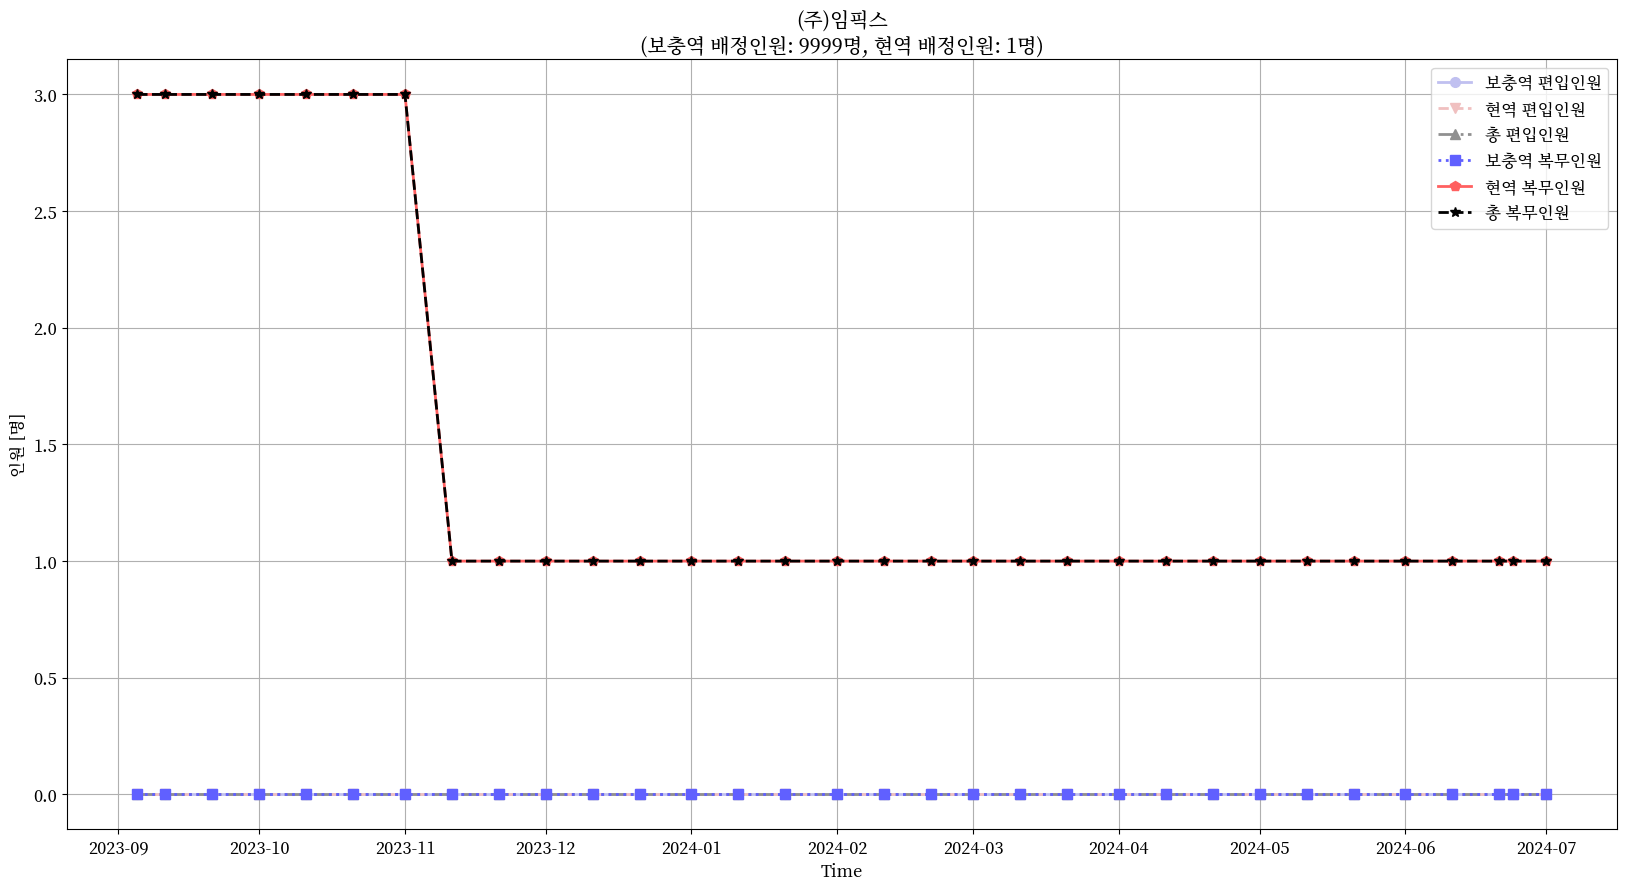 (주)임픽스
(보충역 배정인원: 9999명, 현역 배정인원: 1명)
보충역 편입인원
현역 편입인원
총 편입인원
보충역 복무인원
현역 복무인원
총 복무인원
3.0
2.5
2.0
1.5
1.0
0.5
0.0
인원 [명]
2023-09 2023-10 2023-11 2023-12 2024-01 2024-02 2024-03 2024-04 2024-05 2024-06 2024-07
Time